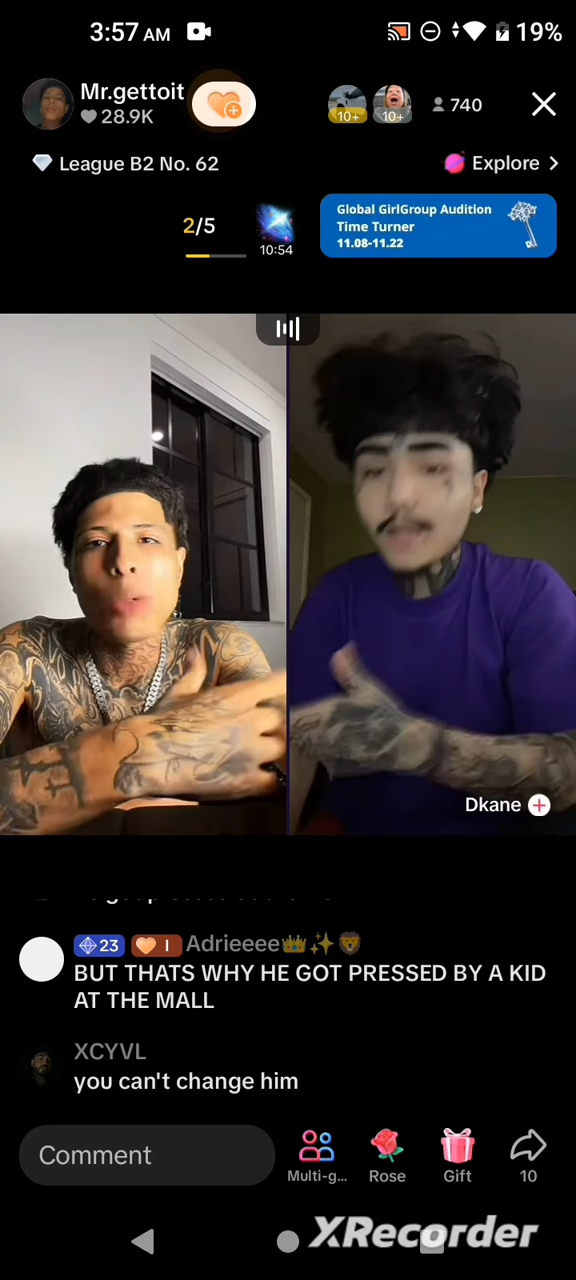 3:57 AM
19%
Mr.gettoit
28.9K
10+
10+
740
League B2 No. 62
Explore >
2/5
10:54
Global GirlGroup Audition
Time Turner
11.08-11.22
Dkane
23 I Adrieeee👑✨🦁
BUT THATS WHY HE GOT PRESSED BY A KID
AT THE MALL
XCYVL
you can't change him
Comment
Multi-g...
Rose
Gift
10
XRecorder